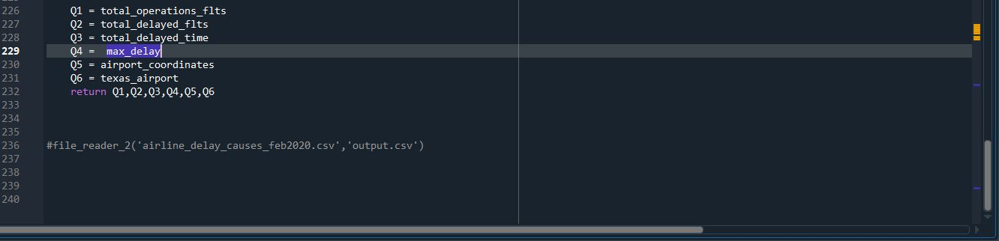 226 Q1 = total_operations_flts
227 Q2 = total_delayed_flts
228 Q3 = total_delayed_time
229 Q4 =  max_delay
230 Q5 = airport_coordinates
231 Q6 = texas_airport
232 return Q1,Q2,Q3,Q4,Q5,Q6
233
234
235
236 #file_reader_2('airline_delay_causes_feb2020.csv','output.csv')
237
238
239
240